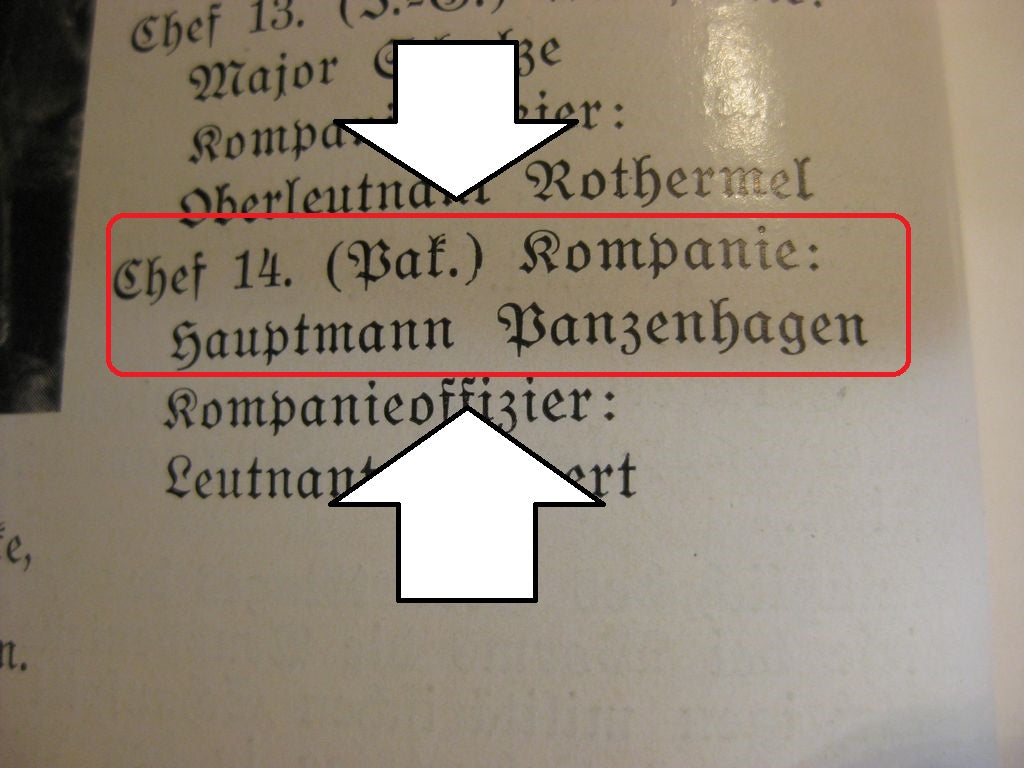 Chef 13.
Major
Oberleutnant Rothermel
Chef 14. (Pak.) Kompanie:
Hauptmann Panzenhagen
Kompanieoffizier:
Leutnant